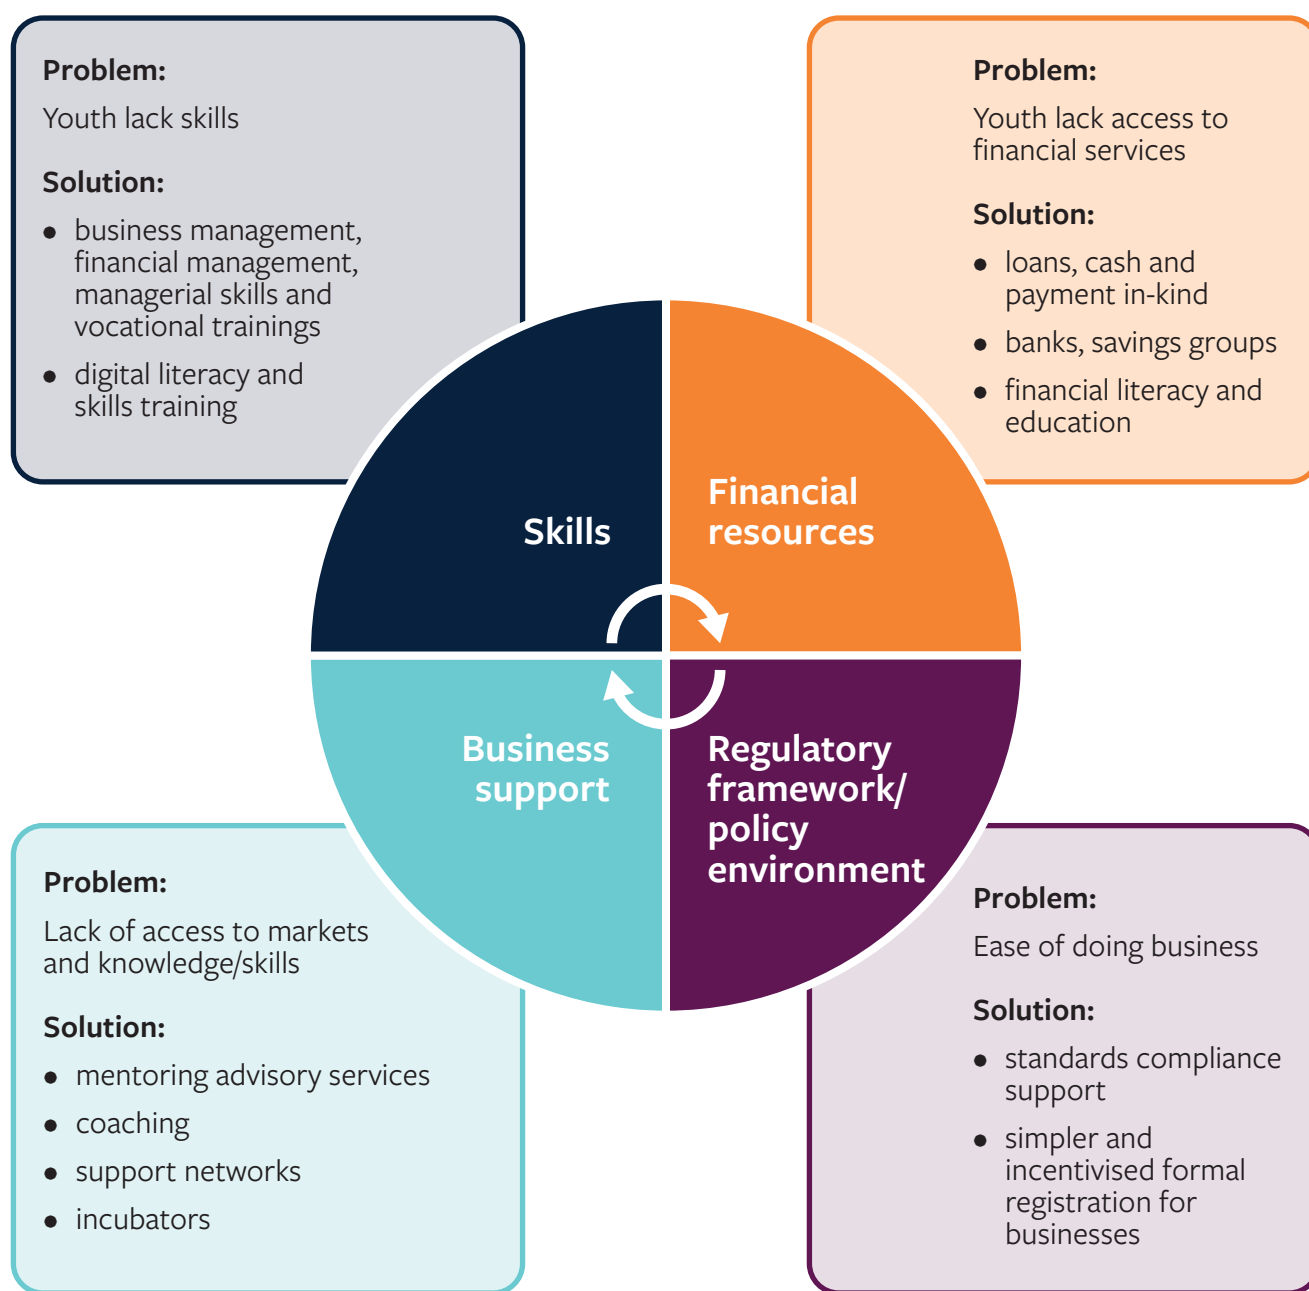 Problem:
Youth lack skills
Solution:
• business management,
financial management,
managerial skills and
vocational trainings
• digital literacy and
skills training
Problem:
Youth lack access to
financial services
Solution:
• loans, cash and
payment in-kind
• banks, savings groups
• financial literacy and
education
Skills
Financial
resources
Business
support
Regulatory
framework/
policy
environment
Problem:
Lack of access to markets
and knowledge/skills
Solution:
• mentoring advisory services
• coaching
• support networks
• incubators
Problem:
Ease of doing business
Solution:
• standards compliance
support
• simpler and
incentivised formal
registration for
businesses